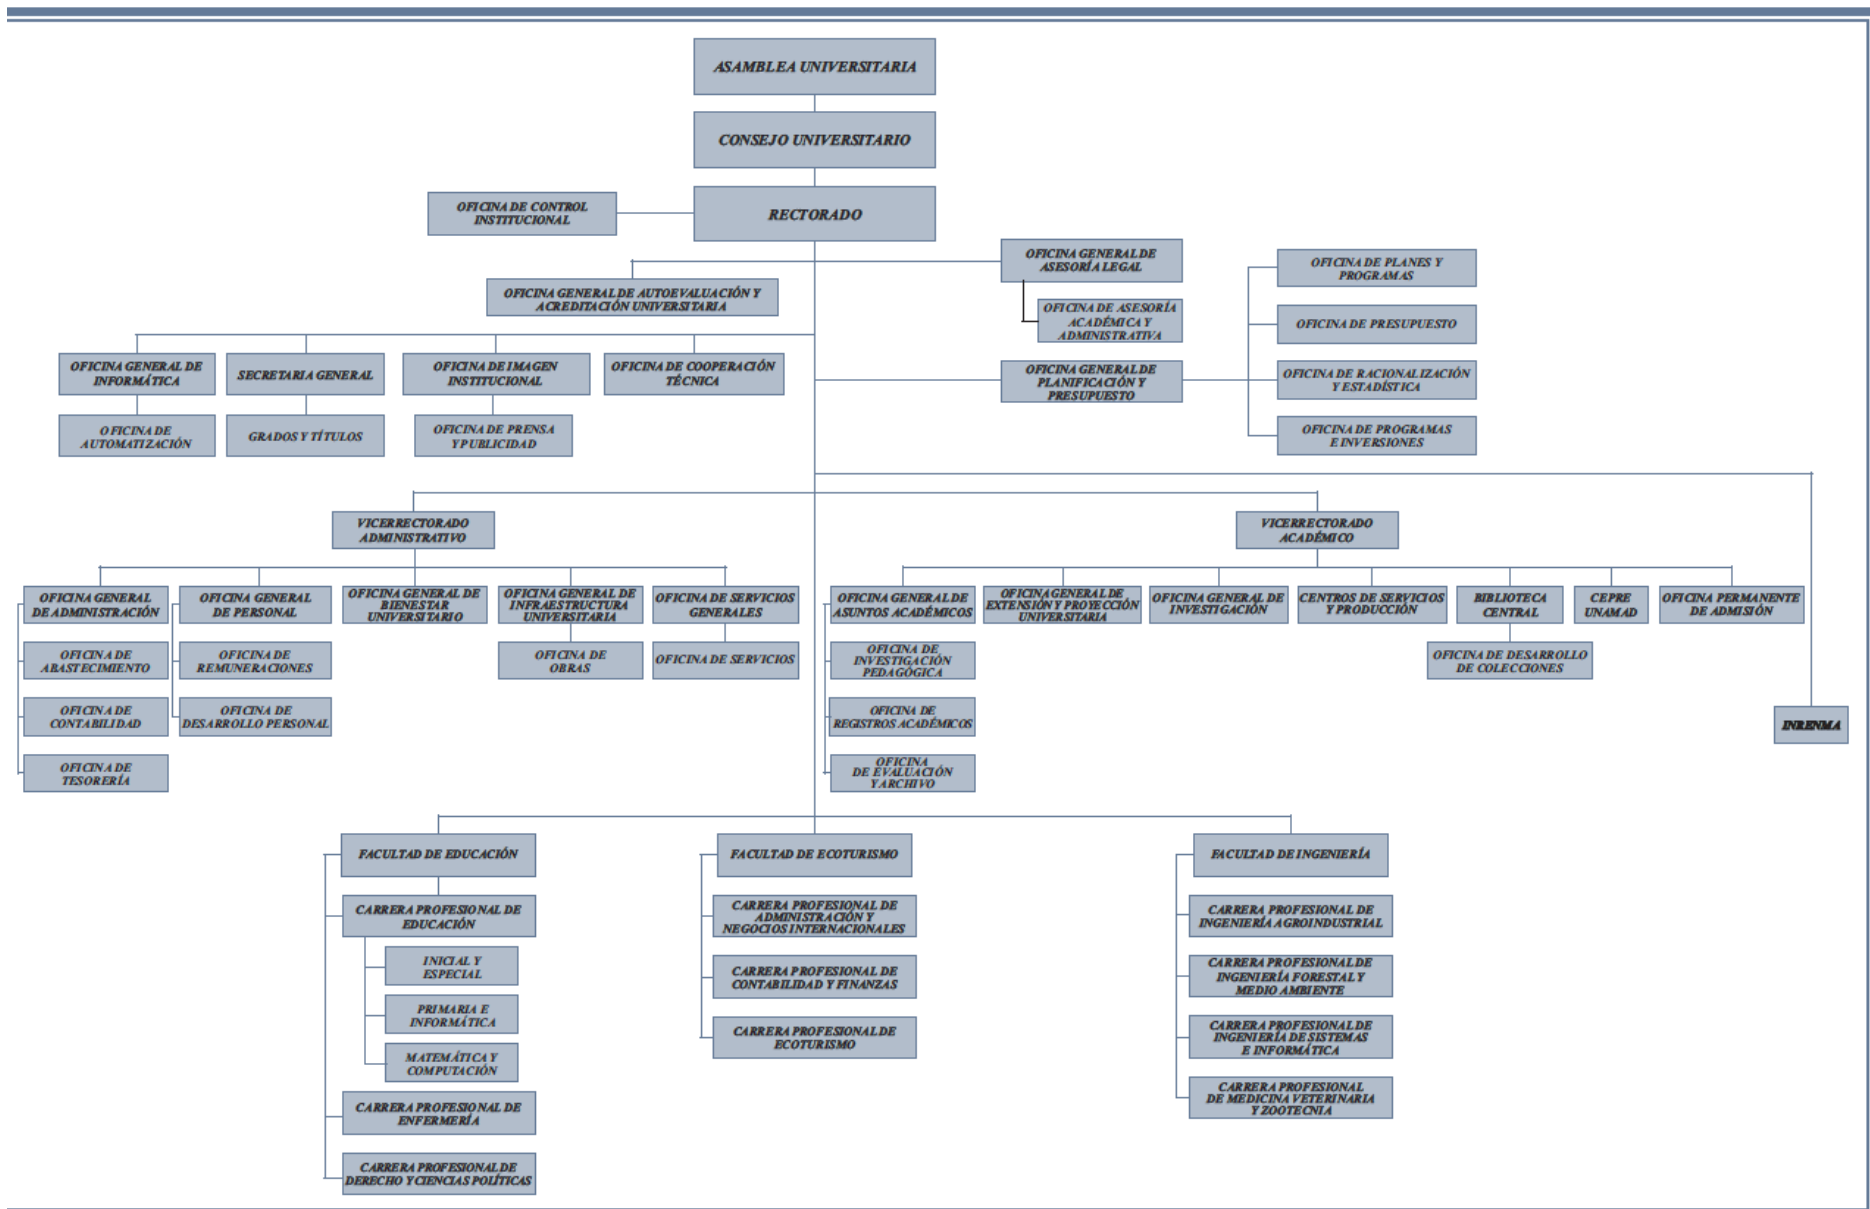 ASAMBLEA UNIVERSITARIA
CONSEJO UNIVERSITARIO
RECTORADO
OFICINA DE CONTROL
INSTITUCIONAL
OFICINA GENERAL DE
ASESORÍA LEGAL
OFICINA DE ASESORÍA
ACADÉMICA Y
ADMINISTRATIVA
OFICINA GENERAL DE AUTOEVALUACIÓN Y
ACREDITACIÓN UNIVERSITARIA
OFICINA GENERAL DE
PLANIFICACIÓN Y
PRESUPUESTO
OFICINA DE PLANES Y
PROGRAMAS
OFICINA DE PRESUPUESTO
OFICINA DE RACIONALIZACIÓN
Y ESTADÍSTICA
OFICINA DE PROGRAMAS
E INVERSIONES
OFICINA GENERAL DE
INFORMÁTICA
OFICINA DE
AUTOMATIZACIÓN
SECRETARIA GENERAL
GRADOS Y TÍTULOS
OFICINA DE IMAGEN
INSTITUCIONAL
OFICINA DE PRENSA
Y PUBLICIDAD
OFICINA DE COOPERACIÓN
TÉCNICA
VICERRECTORADO
ADMINISTRATIVO
OFICINA GENERAL
DE ADMINISTRACIÓN
OFICINA DE
ABASTECIMIENTO
OFICINA DE
CONTABILIDAD
OFICINA DE
TESORERÍA
OFICINA GENERAL
DE PERSONAL
OFICINA DE
REMUNERACIONES
OFICINA DE
DESARROLLO PERSONAL
OFICINA GENERAL DE
BIENESTAR
UNIVERSITARIO
OFICINA GENERAL DE
INFRAESTRUCTURA
UNIVERSITARIA
OFICINA DE
OBRAS
OFICINA DE SERVICIOS
GENERALES
OFICINA DE SERVICIOS
VICERRECTORADO
ACADÉMICO
OFICINA GENERAL DE
ASUNTOS ACADÉMICOS
OFICINA DE
INVESTIGACIÓN
PEDAGÓGICA
OFICINA DE
REGISTROS ACADÉMICOS
OFICINA
DE EVALUACIÓN
Y ARCHIVO
OFICINA GENERAL DE
EXTENSIÓN Y PROYECCIÓN
UNIVERSITARIA
OFICINA GENERAL DE
INVESTIGACIÓN
CENTROS DE SERVICIOS
Y PRODUCCIÓN
BIBLIOTECA
CENTRAL
OFICINA DE DESARROLLO
DE COLECCIONES
CEPRE
UNAMAD
OFICINA PERMANENTE
DE ADMISIÓN
INRENMA
FACULTAD DE EDUCACIÓN
CARRERA PROFESIONAL DE
EDUCACIÓN
INICIAL Y
ESPECIAL
PRIMARIA E
INFORMÁTICA
MATEMÁTICA Y
COMPUTACIÓN
CARRERA PROFESIONAL DE
ENFERMERÍA
CARRERA PROFESIONAL DE
DERECHO Y CIENCIAS POLÍTICAS
FACULTAD DE ECOTURISMO
CARRERA PROFESIONAL DE
ADMINISTRACIÓN Y
NEGOCIOS INTERNACIONALES
CARRERA PROFESIONAL DE
CONTABILIDAD Y FINANZAS
CARRERA PROFESIONAL DE
ECOTURISMO
FACULTAD DE INGENIERÍA
CARRERA PROFESIONAL DE
INGENIERÍA AGROINDUSTRIAL
CARRERA PROFESIONAL DE
INGENIERÍA FORESTAL Y
MEDIO AMBIENTE
CARRERA PROFESIONAL DE
INGENIERÍA DE SISTEMAS
E INFORMÁTICA
CARRERA PROFESIONAL
DE MEDICINA VETERINARIA
Y ZOOTECNIA